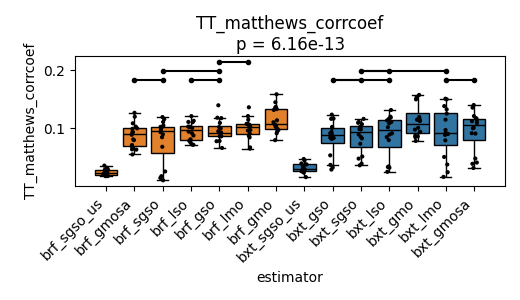 TT_matthews_corrcoef
p = 6.16e-13
TT_matthews_corrcoef
0.2
0.1
brf_sgso_us
brf_gmosa
brf_sgso
brf_lso
brf_gso
brf_lmo
brf_gmo
bxt_sgso_us
bxt_gso
bxt_sgso
bxt_lso
bxt_gmo
bxt_lmo
bxt_gmosa
estimator